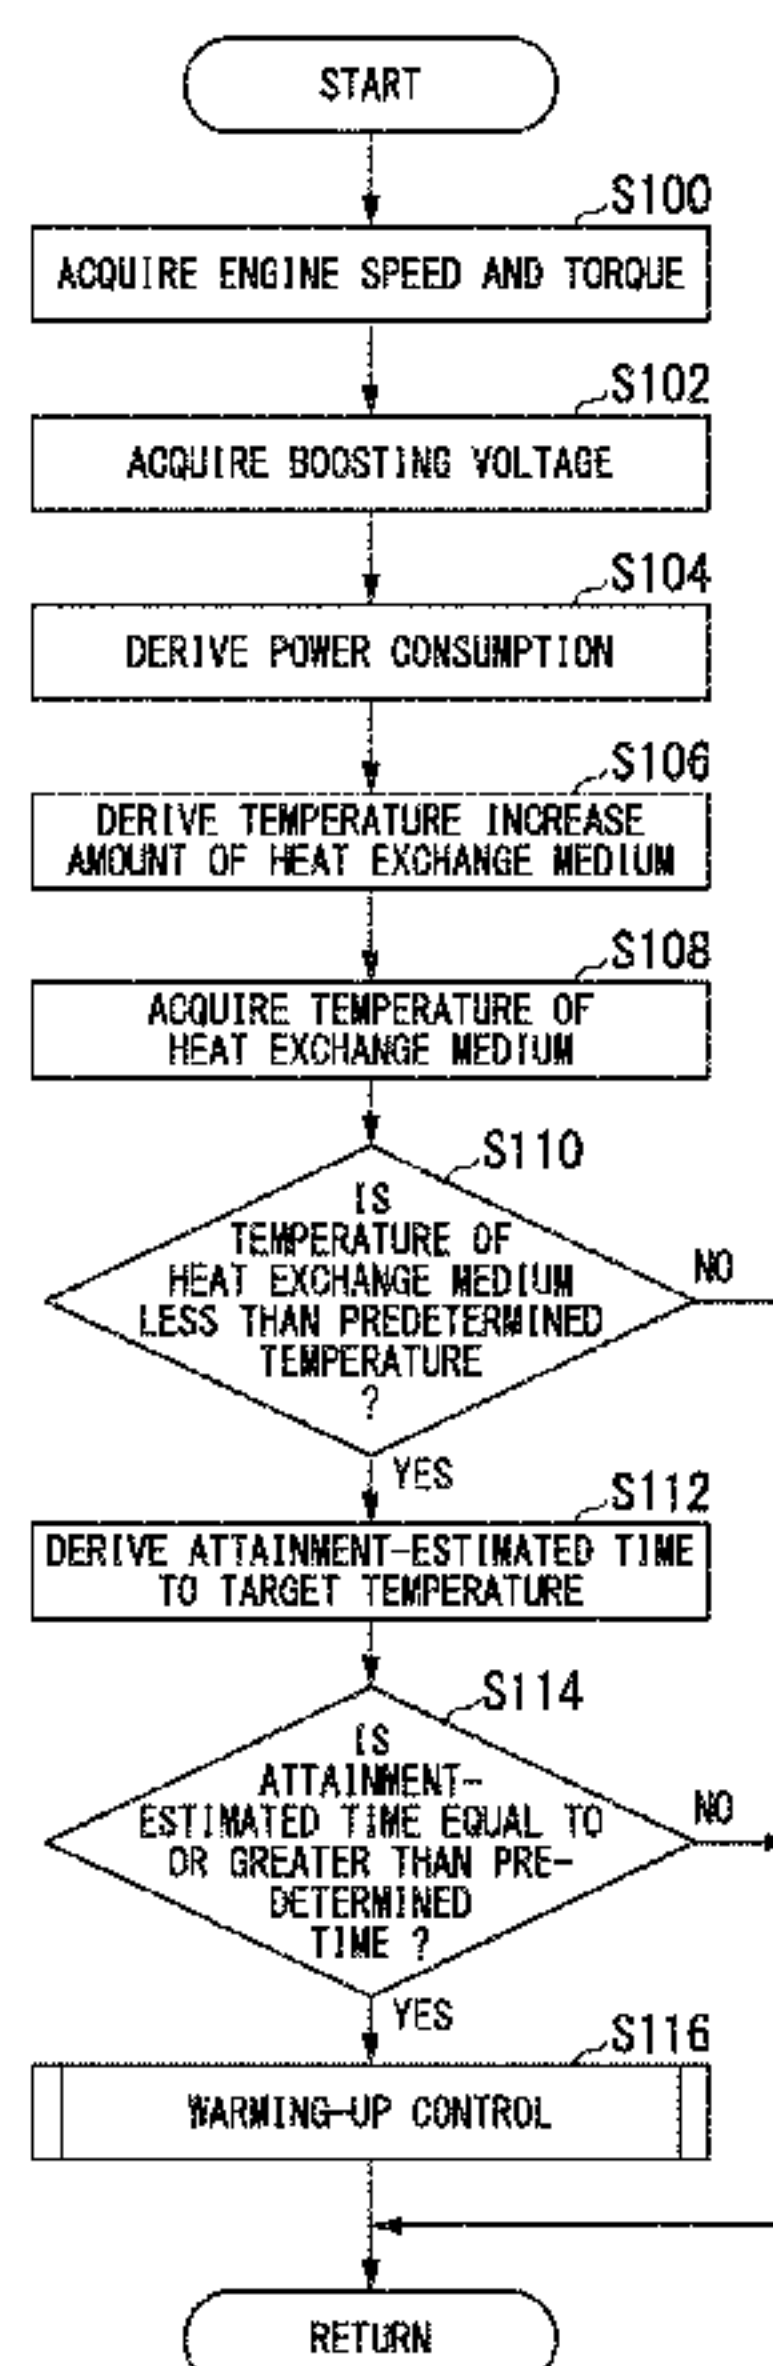 START
S100
ACQUIRE ENGINE SPEED AND TORQUE
S102
ACQUIRE BOOSTING VOLTAGE
S104
DERIVE POWER CONSUMPTION
S106
DERIVE TEMPERATURE INCREASE
AMOUNT OF HEAT EXCHANGE MEDIUM
S108
ACQUIRE TEMPERATURE OF
HEAT EXCHANGE MEDIUM
S110
IS
TEMPERATURE OF
HEAT EXCHANGE MEDIUM
LESS THAN PREDETERMINED
TEMPERATURE
?
NO
YES
S112
DERIVE ATTAINMENT-ESTIMATED TIME
TO TARGET TEMPERATURE
S114
IS
ATTAINMENT-
ESTIMATED TIME EQUAL TO
OR GREATER THAN PRE-
DETERMINED
TIME ?
NO
YES
S116
WARMING-UP CONTROL
RETURN